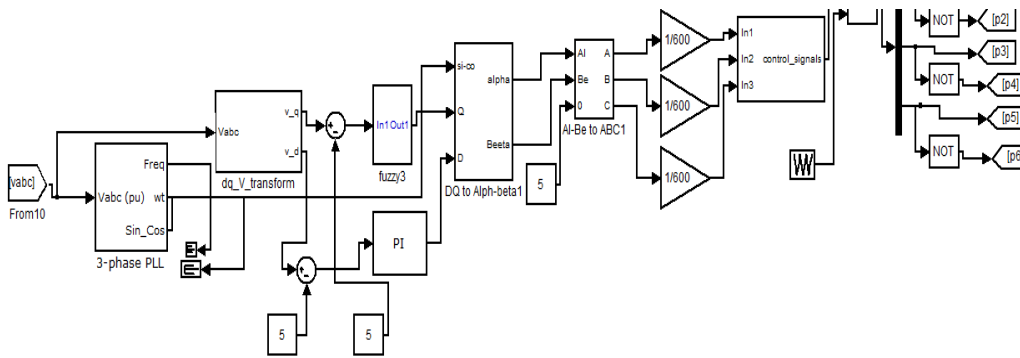 [vabc]
From10
Vabc (pu)
Freq
wt
Sin_Cos
3-phase PLL
Vabc
v_q
v_d
dq_V_transform
In1
Out1
fuzzy3
PI
5
5
si-co
Q
D
alpha
Beeta
DQ to Alph-beta1
5
Al
Be
0
A
B
C
Al-Be to ABC1
1/600
1/600
1/600
In1
In2
In3
control_signals
NOT
[p2]
[p3]
NOT
[p4]
[p5]
NOT
[p6